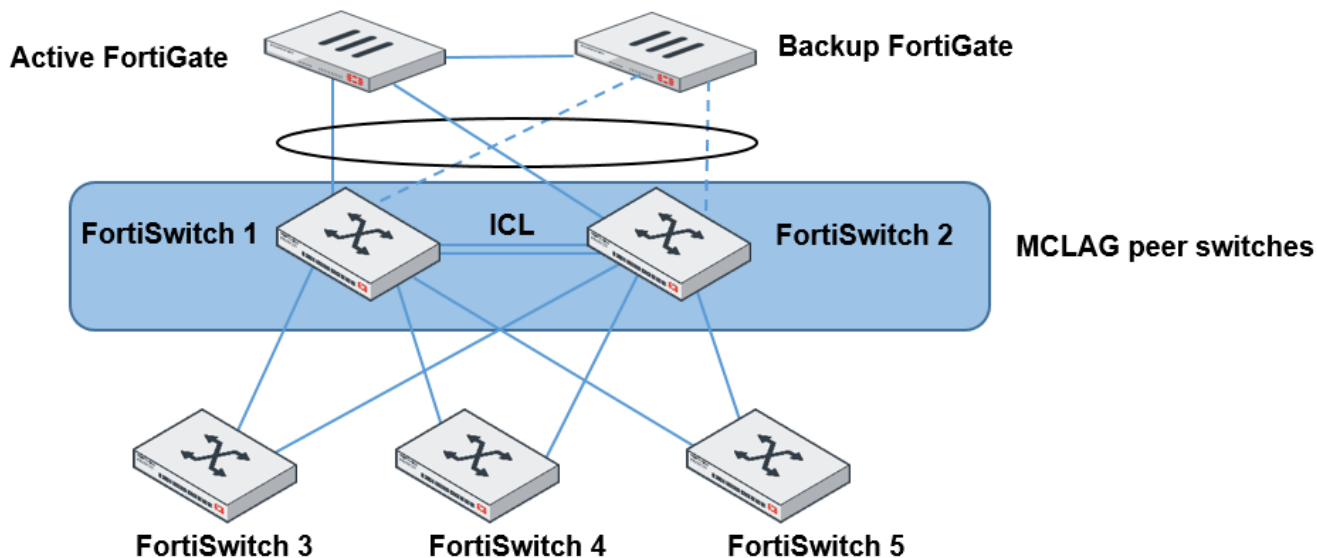 Active FortiGate
Backup FortiGate
FortiSwitch 1
ICL
FortiSwitch 2
MCLAG peer switches
FortiSwitch 3
FortiSwitch 4
FortiSwitch 5